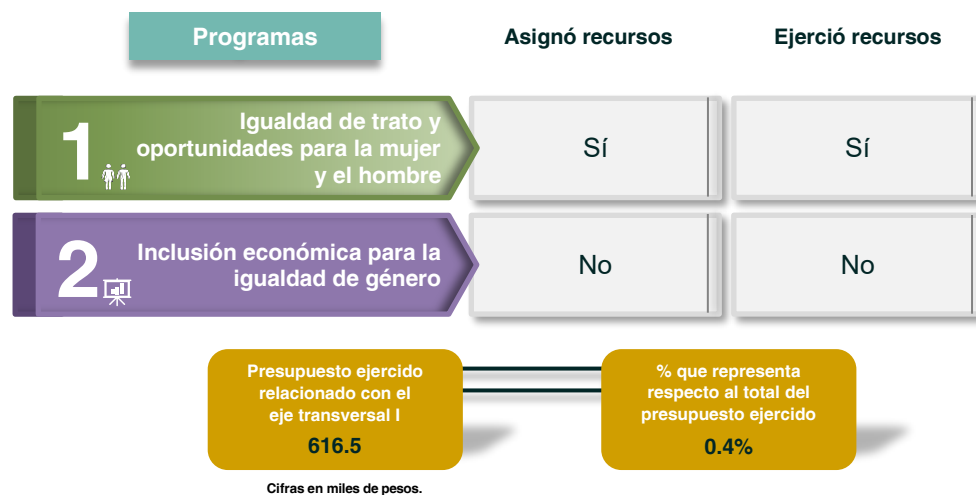 Programas
Asignó recursos
Ejerció recursos
1
Igualdad de trato y
oportunidades para la mujer
y el hombre
Sí
Sí
2
Inclusión económica para la
igualdad de género
No
No
Presupuesto ejercido
relacionado con el
eje transversal I
616.5
% que representa
respecto al total del
presupuesto ejercido
0.4%
Cifras en miles de pesos.